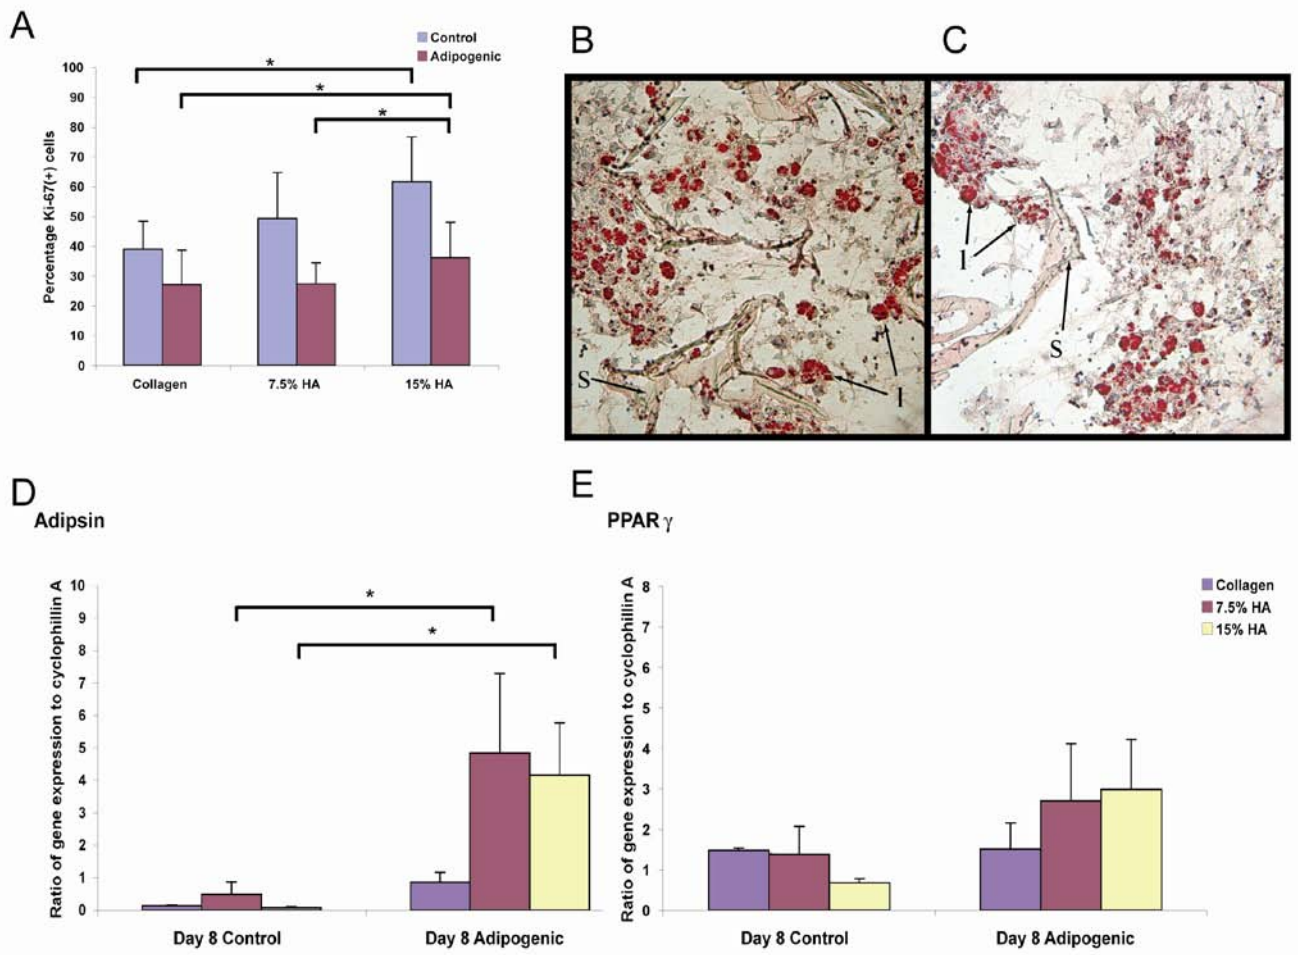 A
Control
Adipogenic
Percentage Ki-67(+) cells
100
90
80
70
60
50
40
30
20
10
0
*
*
*
Collagen
7.5% HA
15% HA
B
S
I
C
I
S
D
Adipsin
Ratio of gene expression to cyclophillin A
10
9
8
7
6
5
4
3
2
1
0
*
*
Day 8 Control
Day 8 Adipogenic
E
PPAR γ
Ratio of gene expression to cyclophillin A
8
7
6
5
4
3
2
1
0
Collagen
7.5% HA
15% HA
Day 8 Control
Day 8 Adipogenic